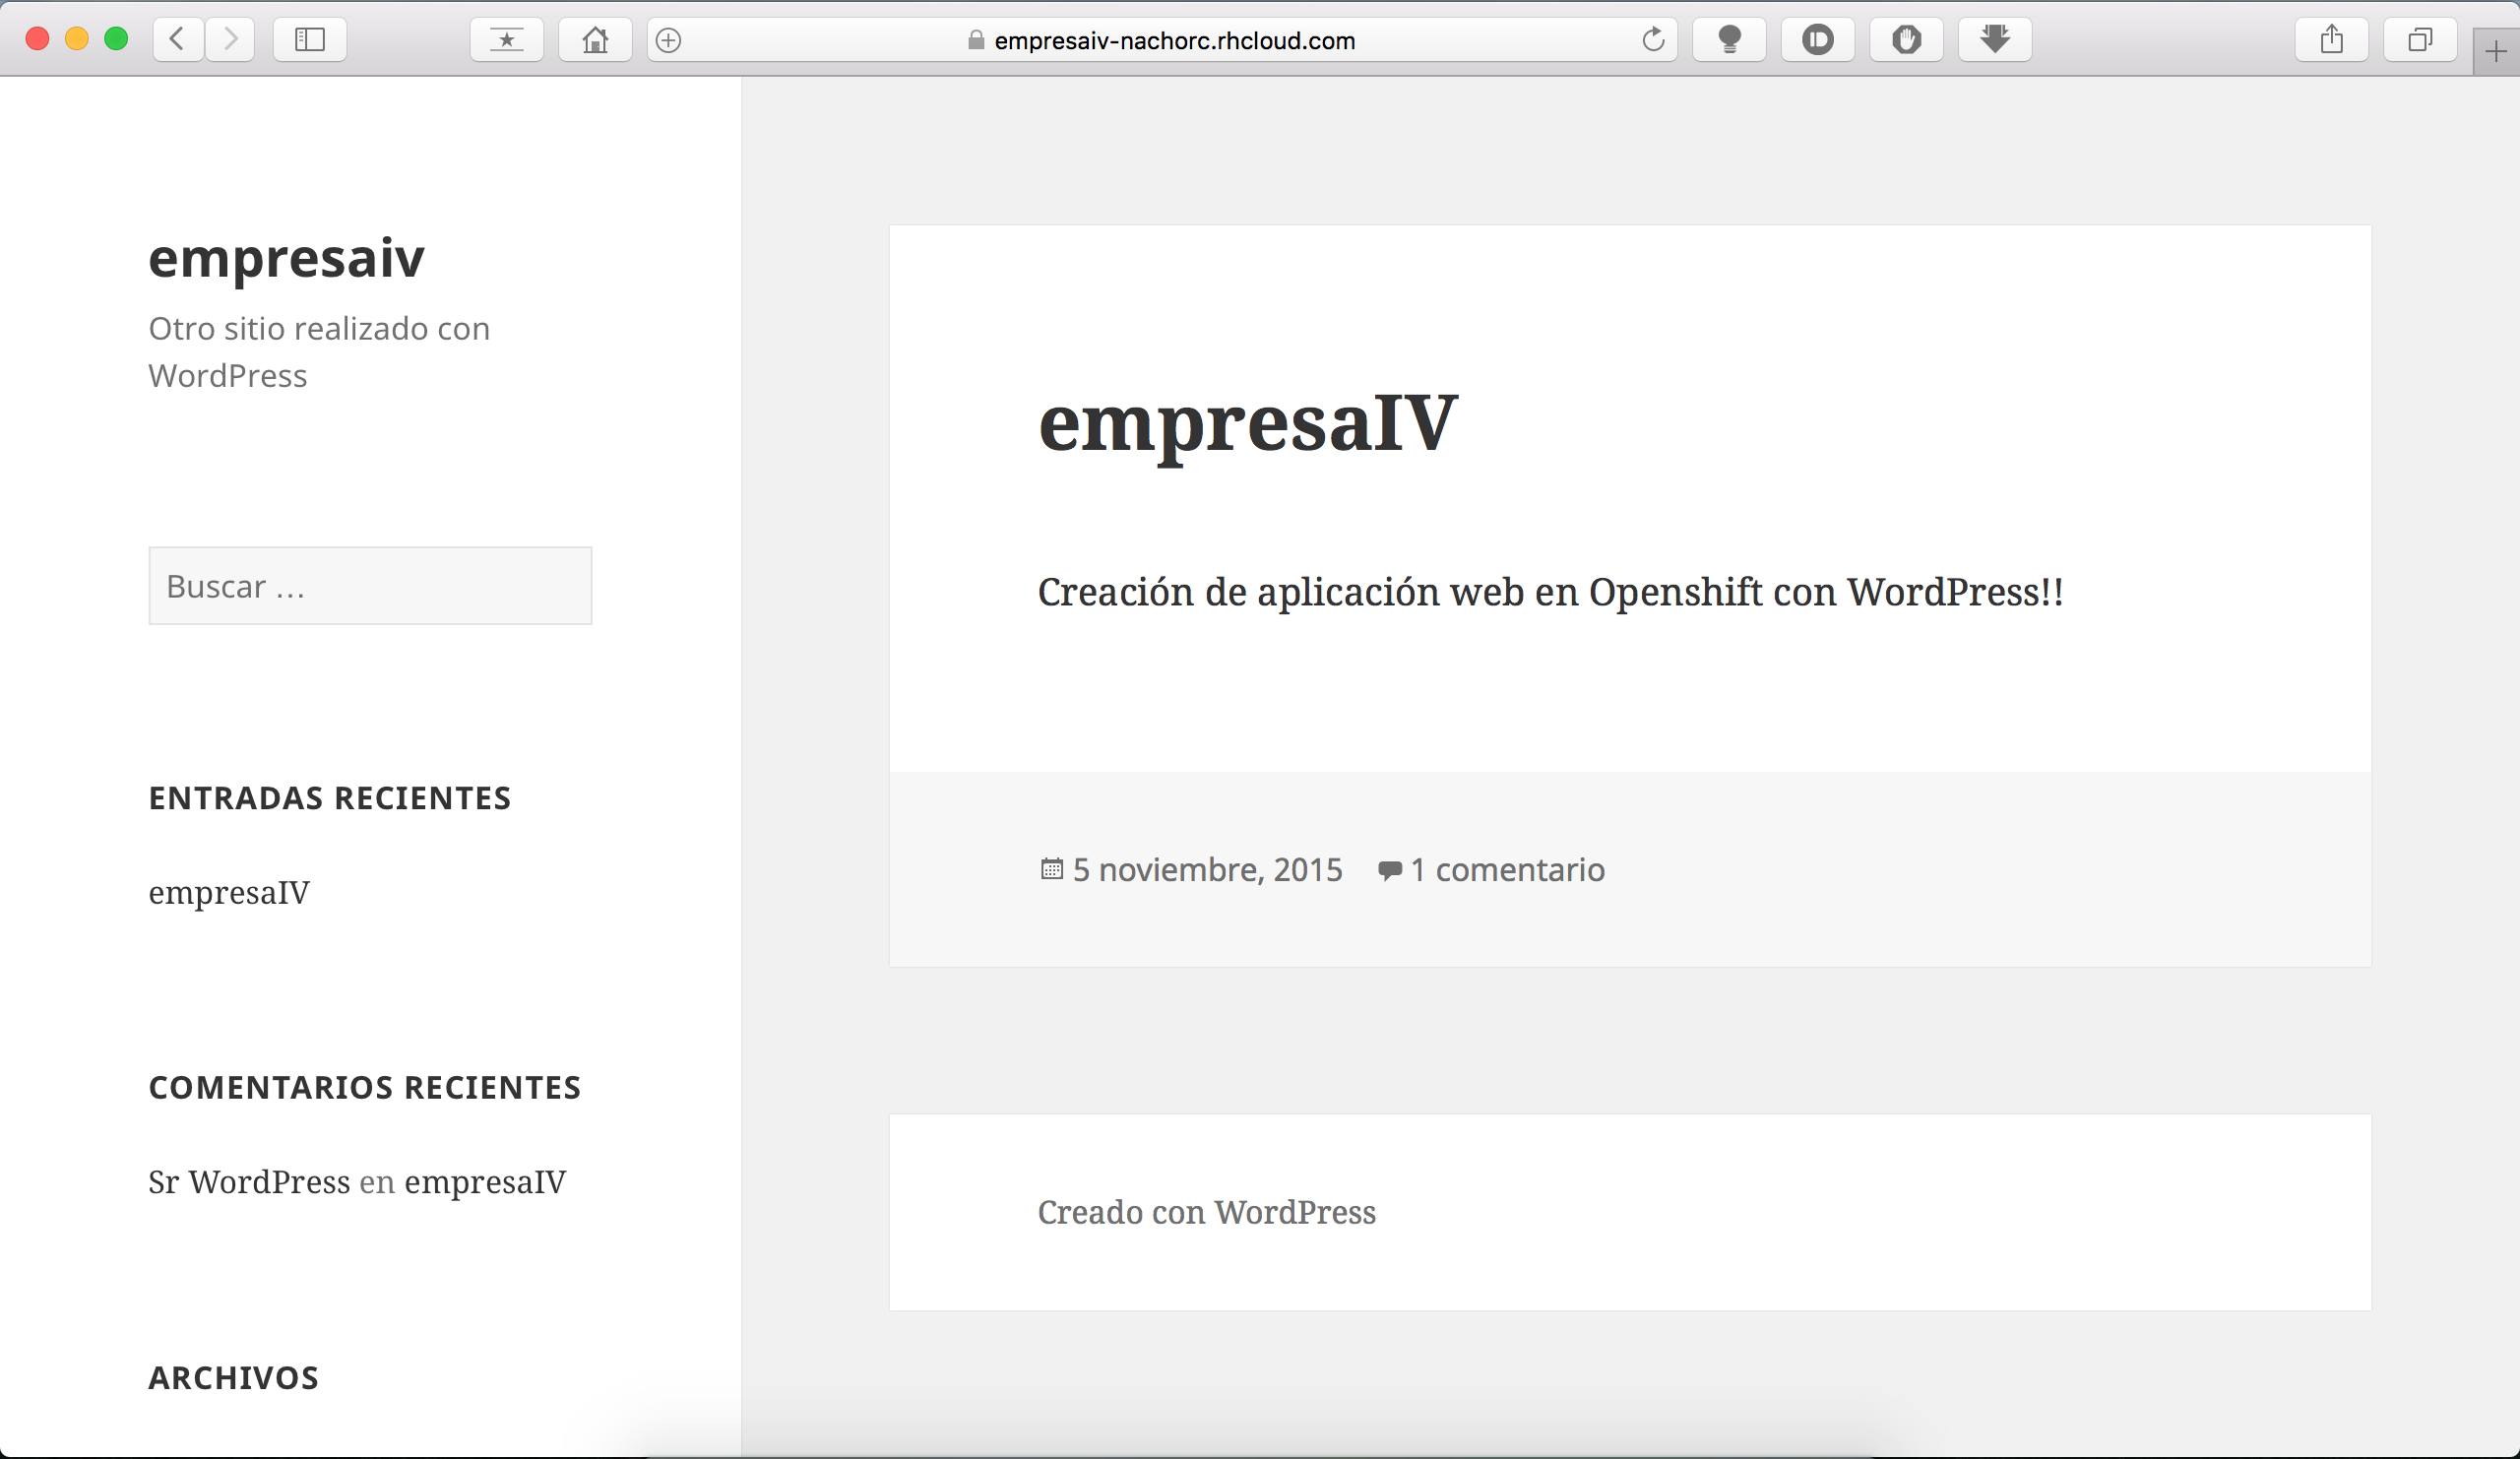 empresaiv-nachorc.rhcloud.com
empresaiv
Otro sitio realizado con
WordPress
Buscar …
ENTRADAS RECIENTES
empresaIV
COMENTARIOS RECIENTES
Sr WordPress en empresaIV
ARCHIVOS
empresaIV
Creación de aplicación web en Openshift con WordPress!!
5 noviembre, 2015 1 comentario
Creado con WordPress